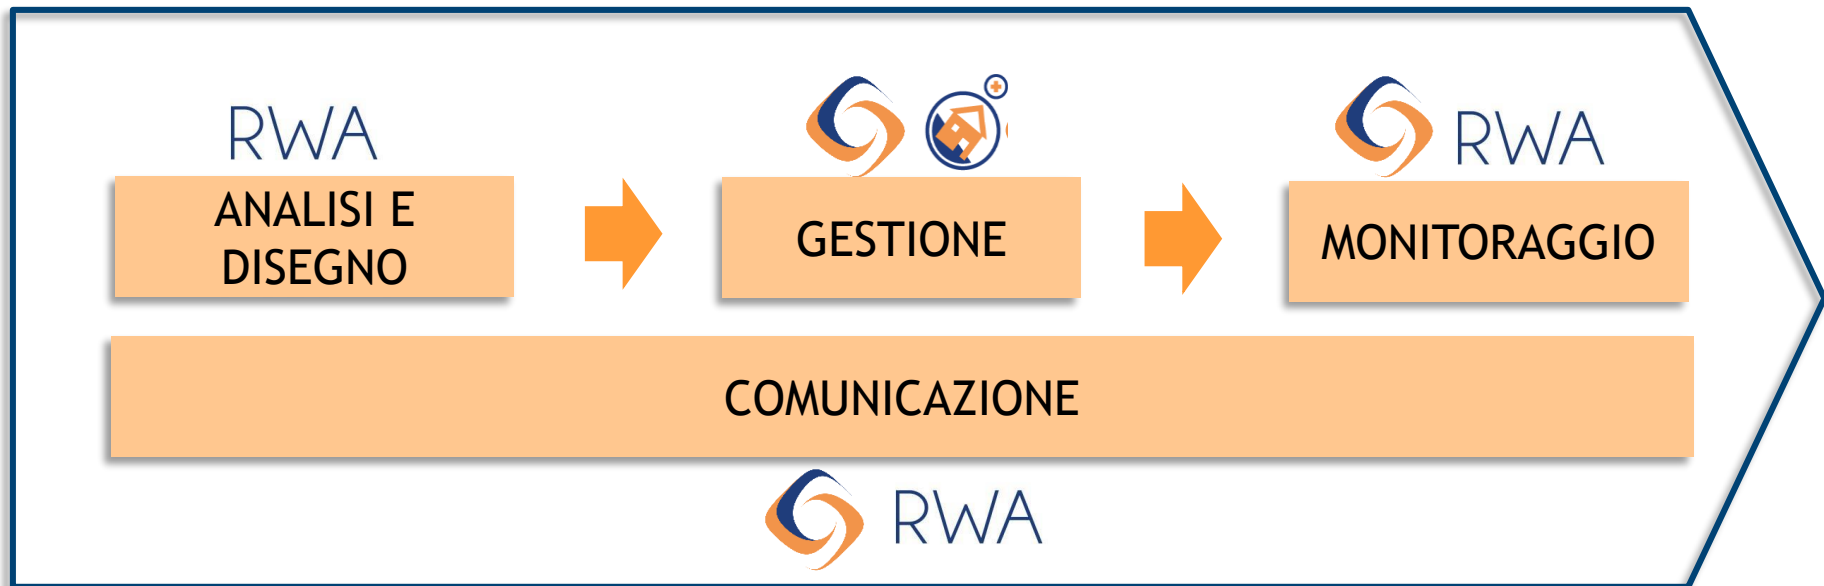 RWA
RWA
ANALISI E
DISEGNO
GESTIONE
MONITORAGGIO
COMUNICAZIONE
RWA